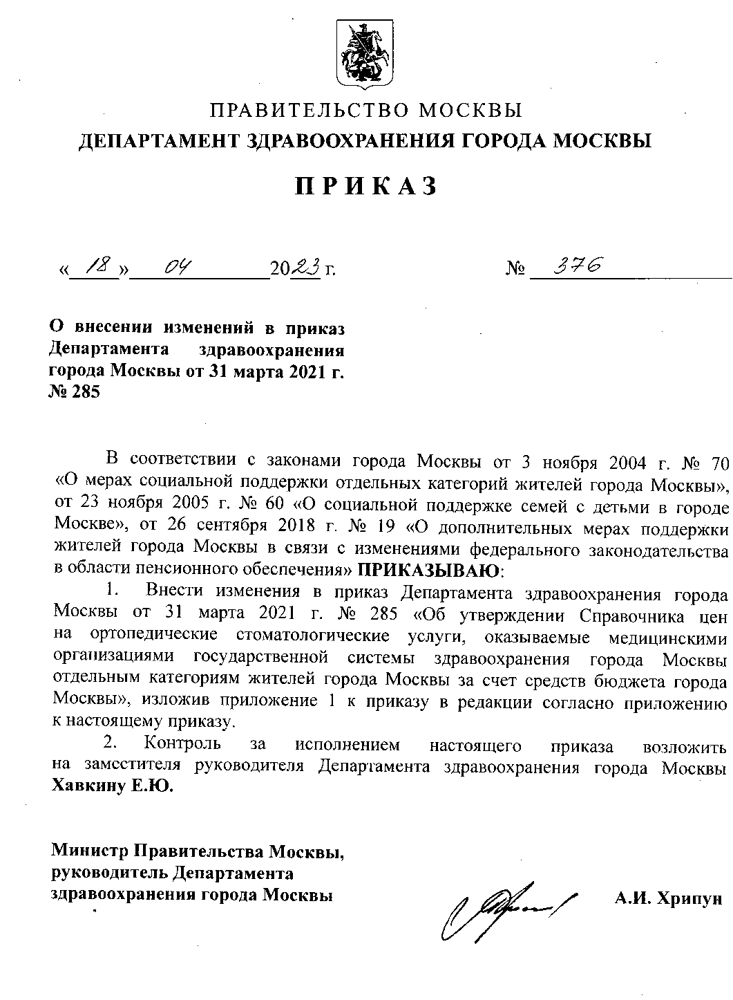 ПРАВИТЕЛЬСТВО МОСКВЫ
ДЕПАРТАМЕНТ ЗДРАВООХРАНЕНИЯ ГОРОДА МОСКВЫ
ПРИКАЗ
« 18 » 04 2023 г. № 376
О внесении изменений в приказ
Департамента здравоохранения
города Москвы от 31 марта 2021 г.
№ 285
В соответствии с законами города Москвы от 3 ноября 2004 г. № 70
«О мерах социальной поддержки отдельных категорий жителей города Москвы»,
от 23 ноября 2005 г. № 60 «О социальной поддержке семей с детьми в городе
Москве», от 26 сентября 2018 г. № 19 «О дополнительных мерах поддержки
жителей города Москвы в связи с изменениями федерального законодательства
в области пенсионного обеспечения» ПРИКАЗЫВАЮ:
1. Внести изменения в приказ Департамента здравоохранения города
Москвы от 31 марта 2021 г. № 285 «Об утверждении Справочника цен
на ортопедические стоматологические услуги, оказываемые медицинскими
организациями государственной системы здравоохранения города Москвы
отдельным категориям жителей города Москвы за счет средств бюджета города
Москвы», изложив приложение 1 к приказу в редакции согласно приложению
к настоящему приказу.
2. Контроль за исполнением настоящего приказа возложить
на заместителя руководителя Департамента здравоохранения города Москвы
Хавкину Е.Ю.
Министр Правительства Москвы,
руководитель Департамента
здравоохранения города Москвы А.И. Хрипун